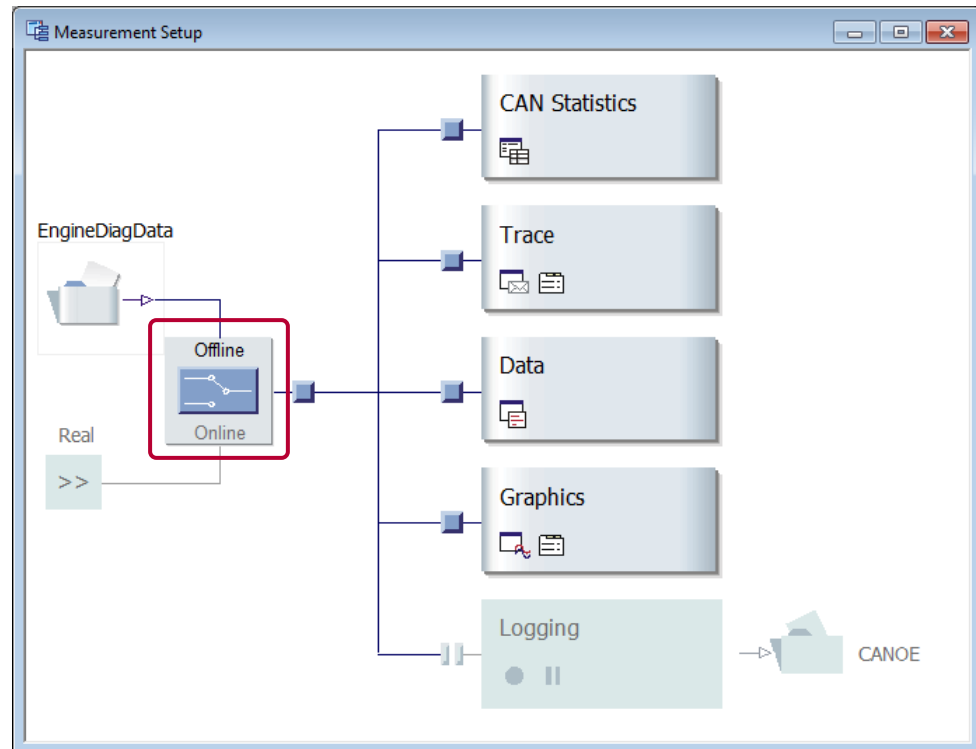 Measurement Setup
CAN Statistics
Trace
EngineDiagData
Offline
Online
Data
Real
>>
Graphics
Logging
CANOE